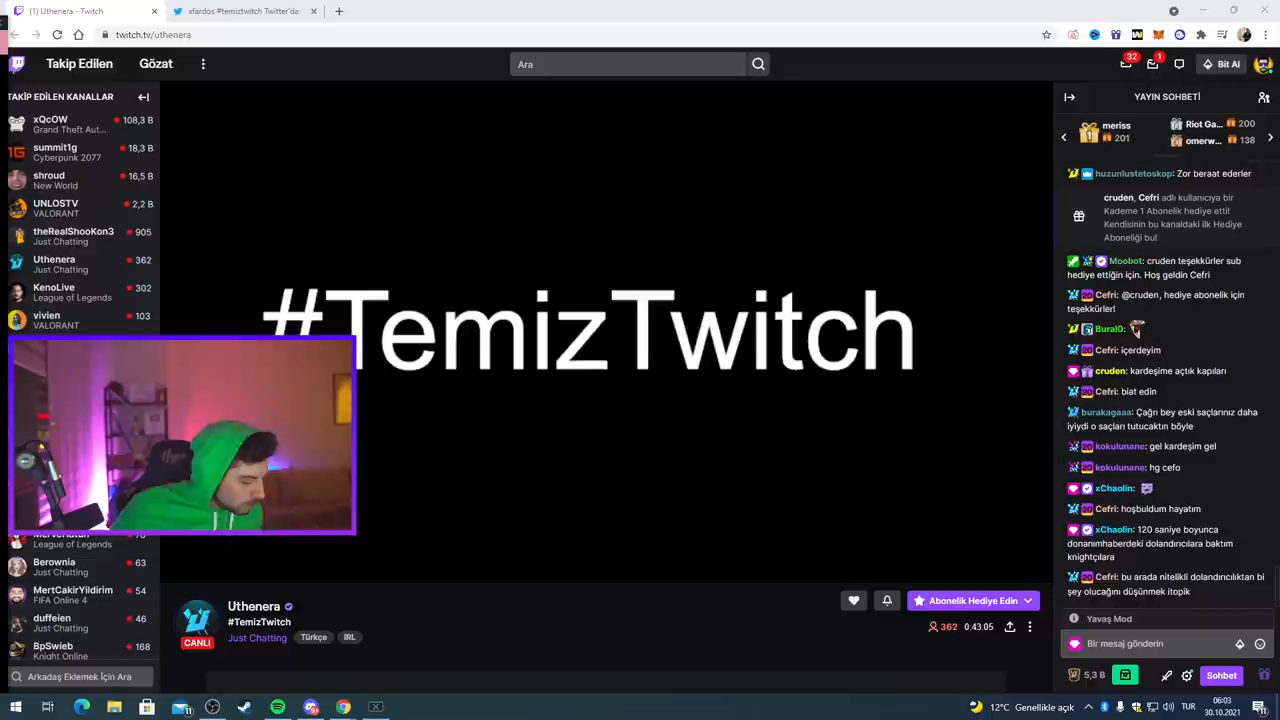 (1) Uthenera - Twitch
xfardos #temiztwitch Twitter'da
twitch.tv/uthenera
Takip Edilen
Gözat
Ara
32
1
Bit Al
TAKİP EDİLEN KANALLAR
xQcOW
108,3 B
Grand Theft Aut...
summit1g
18,3 B
Cyberpunk 2077
shroud
16,5 B
New World
UNLOSTV
2,2 B
VALORANT
theRealShooKon3
905
Just Chatting
Uthenera
362
Just Chatting
KenoLive
302
League of Legends
vivien
103
VALORANT
League of Legends
Berownia
63
Just Chatting
MertCakirYildirim
54
FIFA Online 4
duffeien
46
Just Chatting
BpSwieb
168
Knight Online
Arkadaş Eklemek İçin Ara
#TemizTwitch
Uthenera
#TemizTwitch
Just Chatting
Türkçe
IRL
CANLI
Abonelik Hediye Edin
362
0:43:05
YAYIN SOHBETİ
meriss
201
Riot Ga...
200
omerw...
138
huzunlustetoskop: Zor beraat ederler
cruden, Cefri adlı kullanıcıya bir
Kademe 1 Abonelik hediye etti!
Kendisinin bu kanaldaki ilk Hediye
Aboneliği bu!
Moobot: cruden teşekkürler sub
hediye ettiğin için. Hoş geldin Cefri
Cefri: @cruden, hediye abonelik için
teşekkürler!
Bural0:
Cefri: içerdeyim
cruden: kardeşime açtık kapıları
Cefri: biat edin
burakagaaa: Çağrı bey eski saçlarınız daha
iyiydi o saçları tutucaktın böyle
kokulunane: gel kardeşim gel
kokulunane: hg cefo
xChaolin:
Cefri: hoşbuldum hayatım
xChaolin: 120 saniye boyunca
donanımhaberdeki dolandırıcılara baktım
knightçılara
Cefri: bu arada nitelikli dolandırıcılıktan bi
şey olucağını düşünmek itopik
Yavaş Mod
Bir mesaj gönderin
5,3 B
Sohbet
12°C Genellikle açık
TUR
06:03
30.10.2021
11